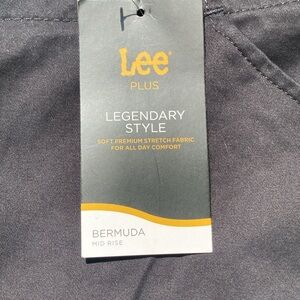 Lee
PLUS
LEGENDARY
STYLE
SOFT PREMIUM STRETCH FABRIC
FOR ALL DAY COMFORT
BERMUDA
MID RISE